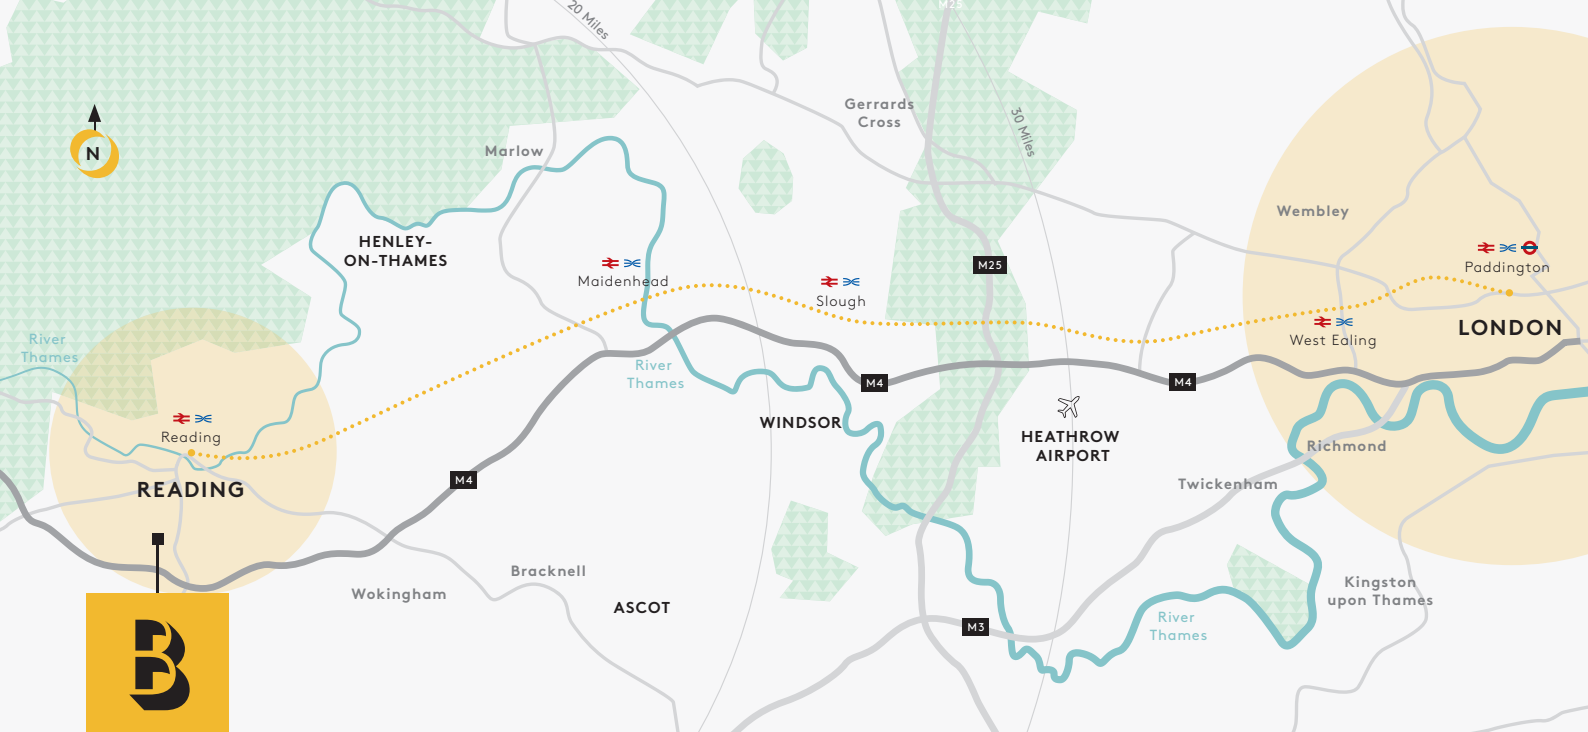 M25
20 Miles
Gerrards
Cross
30 Miles
N
Marlow
Wembley
HENLEY-
ON-THAMES
Maidenhead
M25
Slough
Paddington
River
Thames
West Ealing
LONDON
River
Thames
M4
M4
WINDSOR
Reading
HEATHROW
AIRPORT
Richmond
M4
READING
Twickenham
Bracknell
Wokingham
ASCOT
Kingston
upon Thames
M3
River
Thames
B